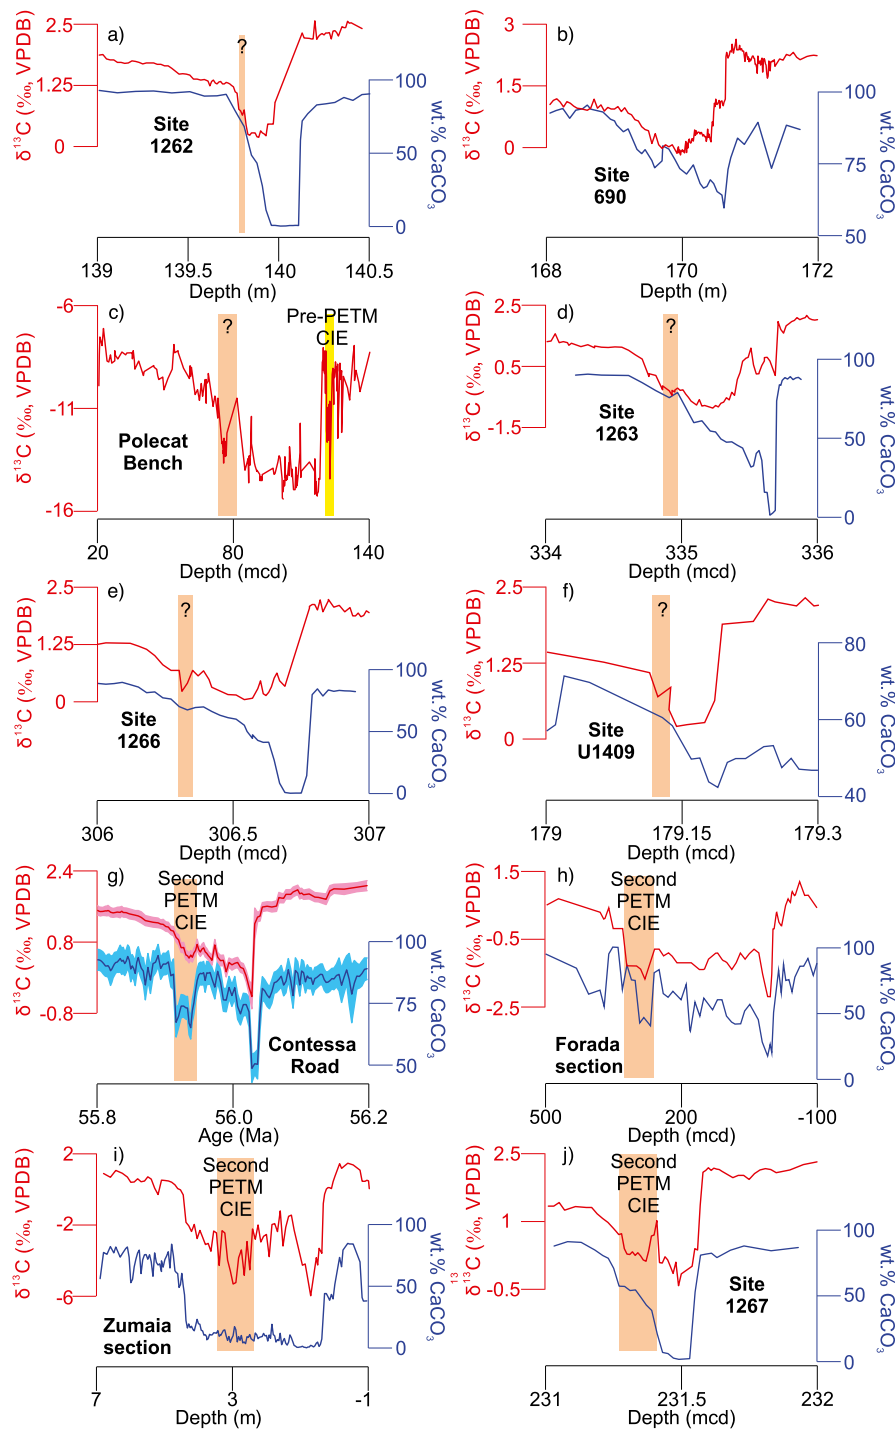 a)
2.5
1.25
0
δ¹³C (‰, VPDB)
?
Site
1262
100
50
0
wt.% CaCO₃
139
139.5
140
140.5
Depth (m)
b)
3
1.5
0
δ¹³C (‰, VPDB)
Site
690
100
75
50
wt.% CaCO₃
168
170
172
Depth (m)
c)
-6
-11
-16
δ¹³C (‰, VPDB)
?
Pre-PETM
CIE
Polecat
Bench
20
80
140
Depth (mcd)
d)
2.5
0.5
-1.5
δ¹³C (‰, VPDB)
?
Site
1263
100
50
0
wt.% CaCO₃
334
335
336
Depth (mcd)
e)
2.5
1.25
0
δ¹³C (‰, VPDB)
?
Site
1266
100
50
0
wt.% CaCO₃
306
306.5
307
Depth (mcd)
f)
2.5
1.25
0
δ¹³C (‰, VPDB)
?
Site
U1409
80
60
40
wt.% CaCO₃
179
179.15
179.3
Depth (mcd)
g)
2.4
0.8
-0.8
δ¹³C (‰, VPDB)
Second
PETM
CIE
Contessa
Road
100
75
50
wt.% CaCO₃
55.8
56.0
56.2
Age (Ma)
h)
1.5
-0.5
-2.5
δ¹³C (‰, VPDB)
Second
PETM
CIE
Forada
section
100
50
0
wt.% CaCO₃
500
200
-100
Depth (mcd)
i)
2
-2
-6
δ¹³C (‰, VPDB)
Second
PETM
CIE
Zumaia
section
100
50
0
wt.% CaCO₃
7
3
-1
Depth (m)
j)
2.5
1
-0.5
13
δ¹³C (‰, VPDB)
Second
PETM
CIE
Site
1267
100
50
0
wt.% CaCO₃
231
231.5
232
Depth (mcd)